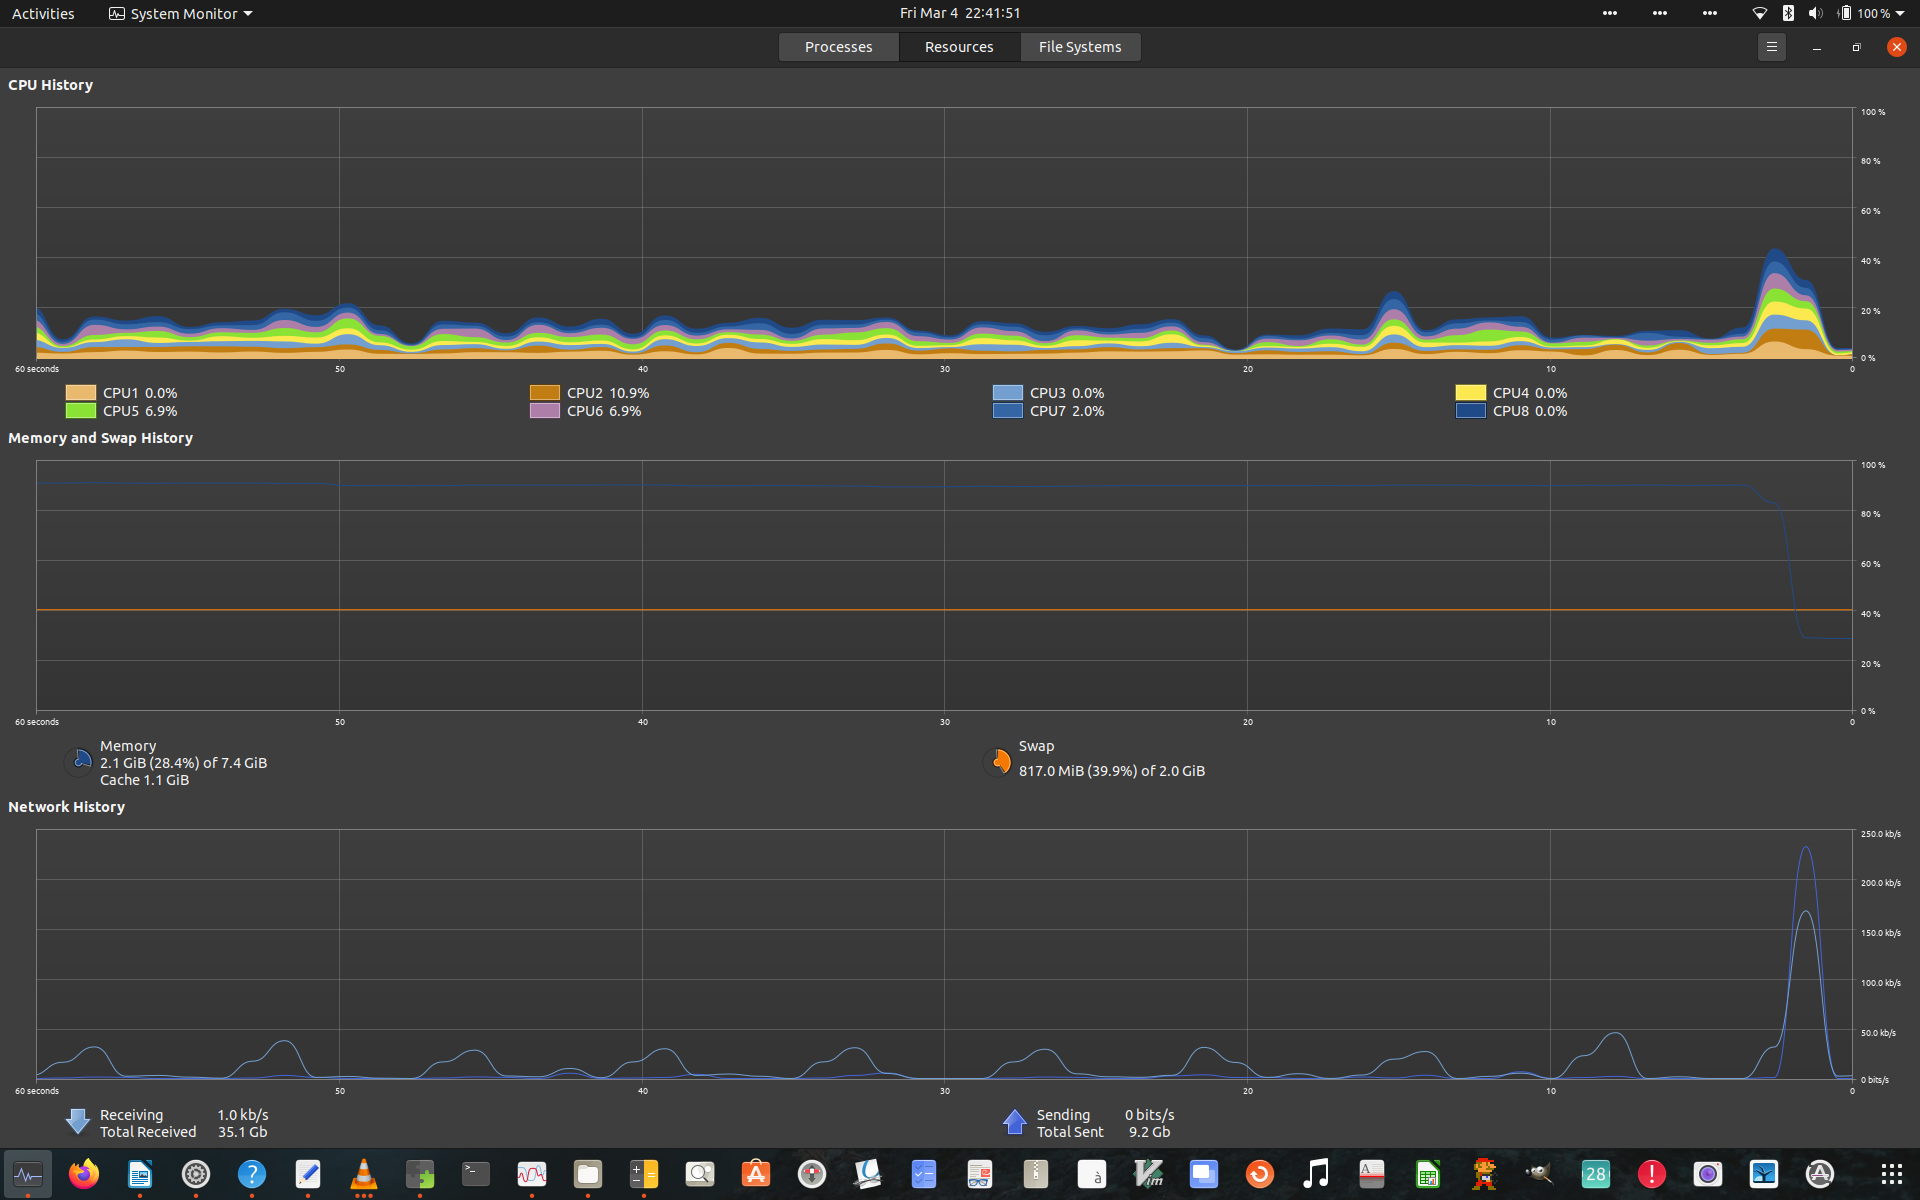 Activities System Monitor Fri Mar 4 22:41:51 100 %
Processes Resources File Systems
CPU History
100 %
80 %
60 %
40 %
20 %
0 %
60 seconds 50 40 30 20 10 0
CPU1 0.0% CPU2 10.9% CPU3 0.0% CPU4 0.0%
CPU5 6.9% CPU6 6.9% CPU7 2.0% CPU8 0.0%
Memory and Swap History
100 %
80 %
60 %
40 %
20 %
0 %
60 seconds 50 40 30 20 10 0
Memory
2.1 GiB (28.4%) of 7.4 GiB
Cache 1.1 GiB
Swap
817.0 MiB (39.9%) of 2.0 GiB
Network History
250.0 kb/s
200.0 kb/s
150.0 kb/s
100.0 kb/s
50.0 kb/s
0 bits/s
60 seconds 50 40 30 20 10 0
Receiving 1.0 kb/s
Total Received 35.1 Gb
Sending 0 bits/s
Total Sent 9.2 Gb
? >_ à Vim A 28 !